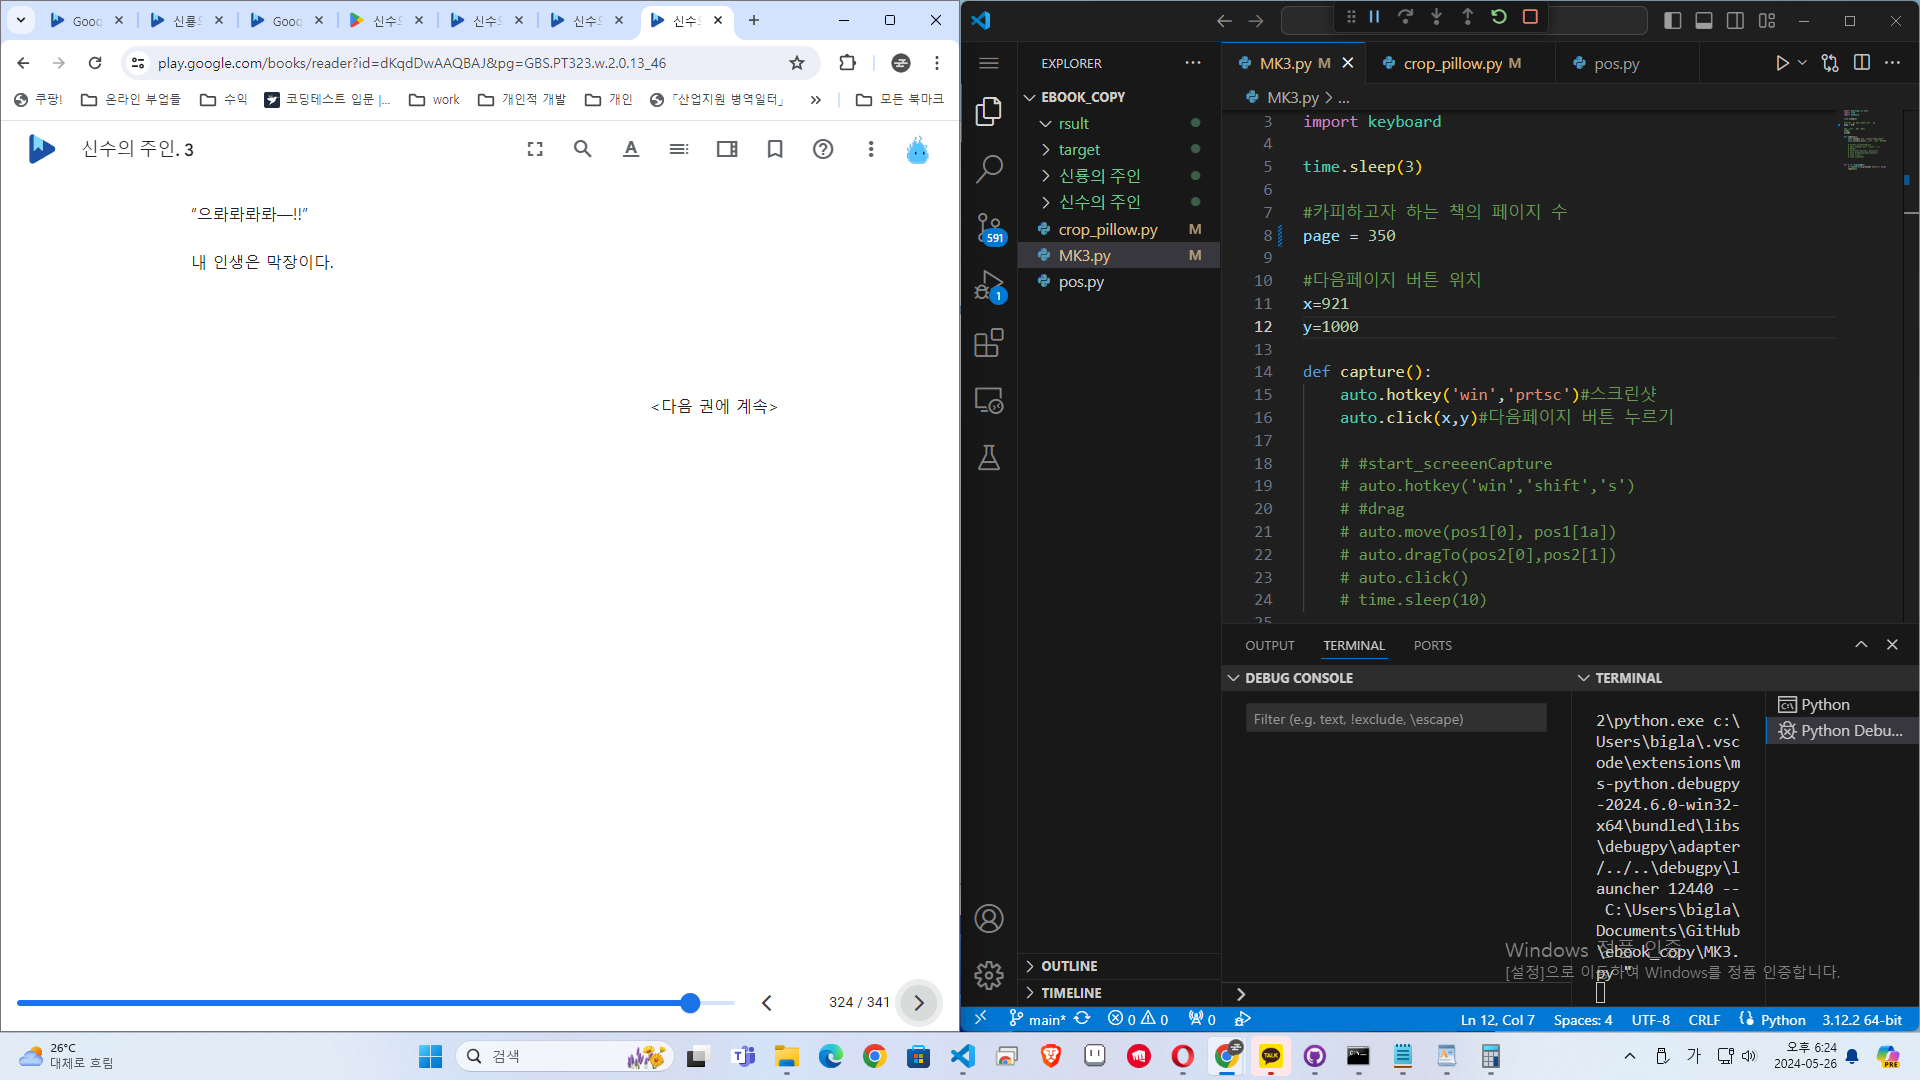 Goog
신룡으
Goog
신수의
신수의
신수의
신수의
play.google.com/books/reader?id=dKqdDwAAQBAJ&pg=GBS.PT323.w.2.0.13_46
쿠팡!
온라인 부업들
수익
코딩테스트 입문 |...
work
개인적 개발
개인
「산업지원 병역일터」
»
모든 북마크
신수의 주인. 3
"으롸롸롸롸―!!"
내 인생은 막장이다.
<다음 권에 계속>
324 / 341
EXPLORER
EBOOK_COPY
rsult
target
신룡의 주인
신수의 주인
crop_pillow.py M
MK3.py M
pos.py
OUTLINE
TIMELINE
591
1
MK3.py M
crop_pillow.py M
pos.py
MK3.py > ...
3 import keyboard
4
5 time.sleep(3)
6
7 #카피하고자 하는 책의 페이지 수
8 page = 350
9
10 #다음페이지 버튼 위치
11 x=921
12 y=1000
13
14 def capture():
15 auto.hotkey('win','prtsc')#스크린샷
16 auto.click(x,y)#다음페이지 버튼 누르기
17
18 # #start_screeenCapture
19 # auto.hotkey('win','shift','s')
20 # #drag
21 # auto.move(pos1[0], pos1[1a])
22 # auto.dragTo(pos2[0],pos2[1])
23 # auto.click()
24 # time.sleep(10)
25
OUTPUT
TERMINAL
PORTS
DEBUG CONSOLE
Filter (e.g. text, !exclude, \escape)
TERMINAL
2\python.exe c:\
Users\bigla\.vsc
ode\extensions\m
s-python.debugpy
-2024.6.0-win32-
x64\bundled\libs
\debugpy\adapter
/../..\debugpy\l
auncher 12440 --
C:\Users\bigla\
Documents\GitHub
\ebook_copy\MK3.
py "
Python
Python Debu...
Windows 정품 인증
[설정]으로 이동하여 Windows를 정품 인증합니다.
main*
0
0
0
Ln 12, Col 7
Spaces: 4
UTF-8
CRLF
Python
3.12.2 64-bit
26°C
대체로 흐림
검색
TALK
가
오후 6:24
2024-05-26
PRE